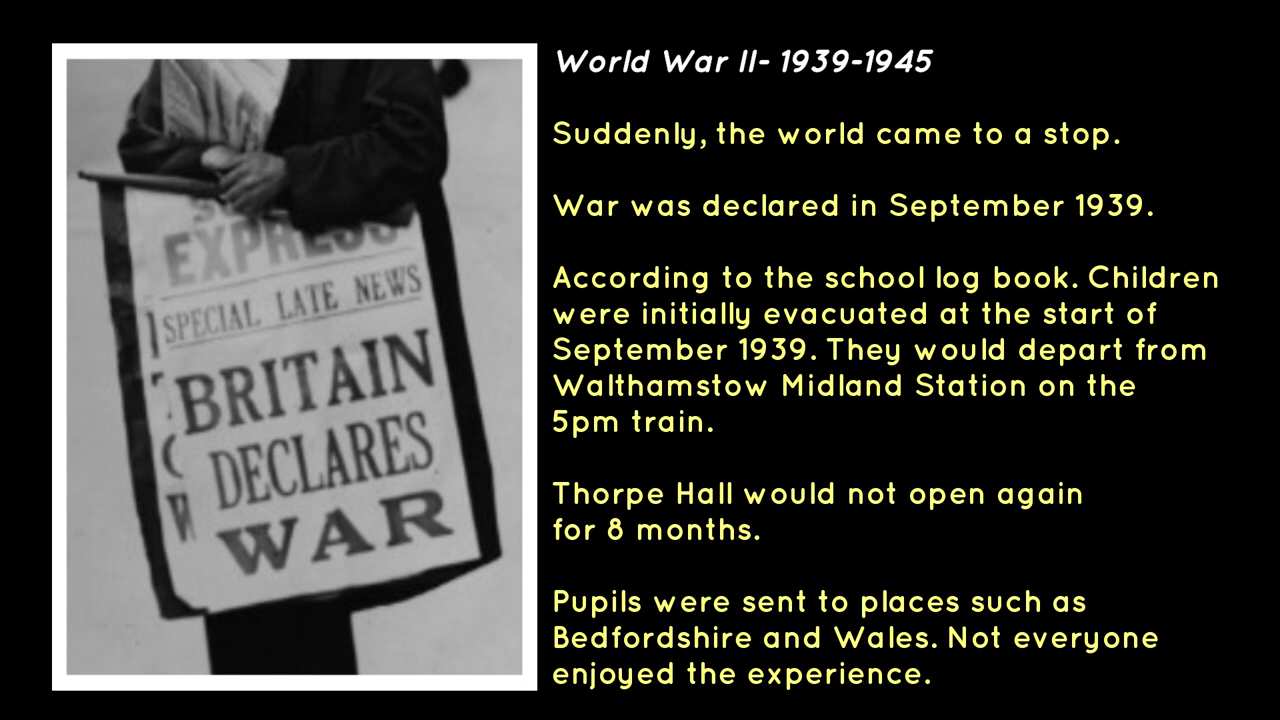 World War II- 1939-1945
Suddenly, the world came to a stop.
War was declared in September 1939.
According to the school log book. Children
were initially evacuated at the start of
September 1939. They would depart from
Walthamstow Midland Station on the
5pm train.
Thorpe Hall would not open again
for 8 months.
Pupils were sent to places such as
Bedfordshire and Wales. Not everyone
enjoyed the experience.
EXPRESS
SPECIAL LATE NEWS
BRITAIN
DECLARES
WAR